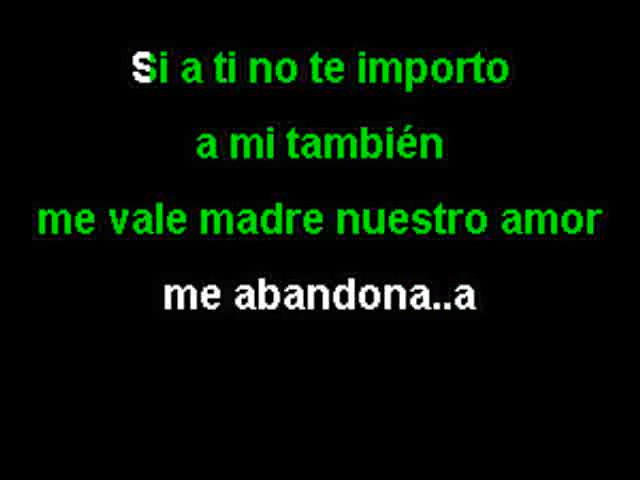 Si a ti no te importo
a mi también
me vale madre nuestro amor
me abandona..a